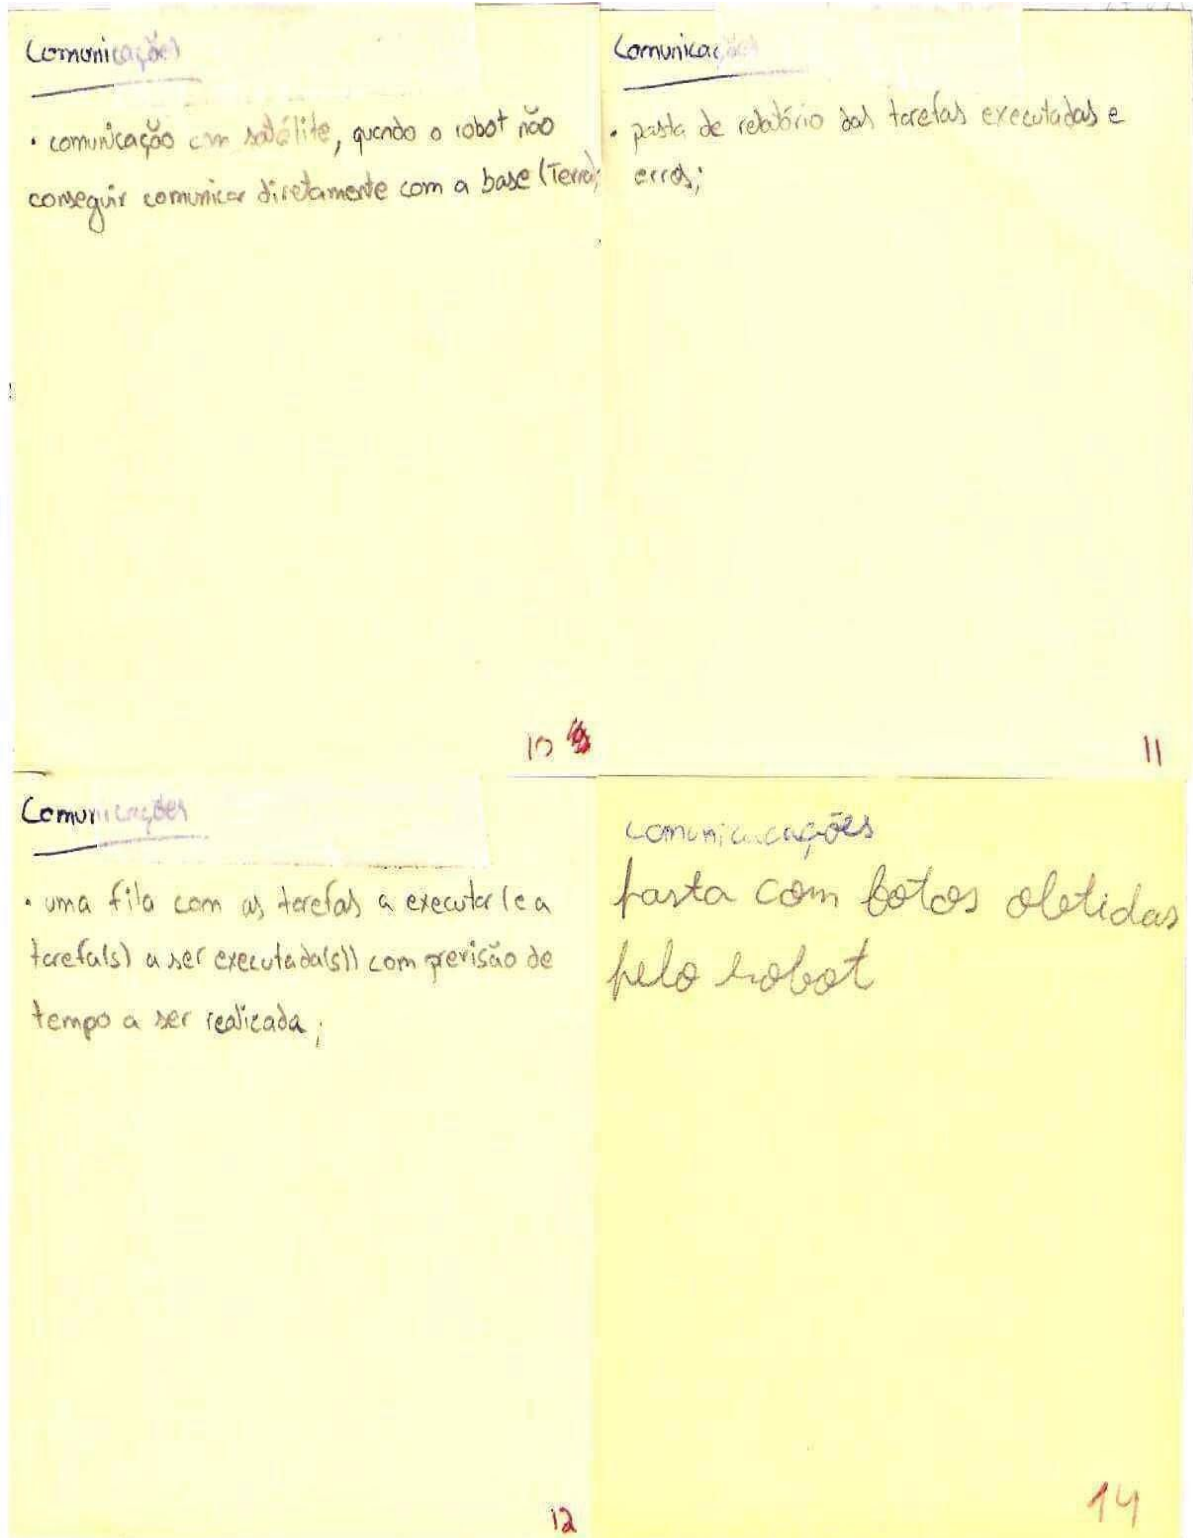 Comunicações
• comunicação com satélite, quando o robot não
conseguir comunicar diretamente com a base (Terra);
10
Comunicações
• pasta de relatório das tarefas executadas e
erros;
11
Comunicações
• uma fila com as tarefas a executar (e a
tarefa(s) a ser executada(s)) com previsão de
tempo a ser realizada;
12
comunicacações
pasta com fotos obtidas
pelo robot
14